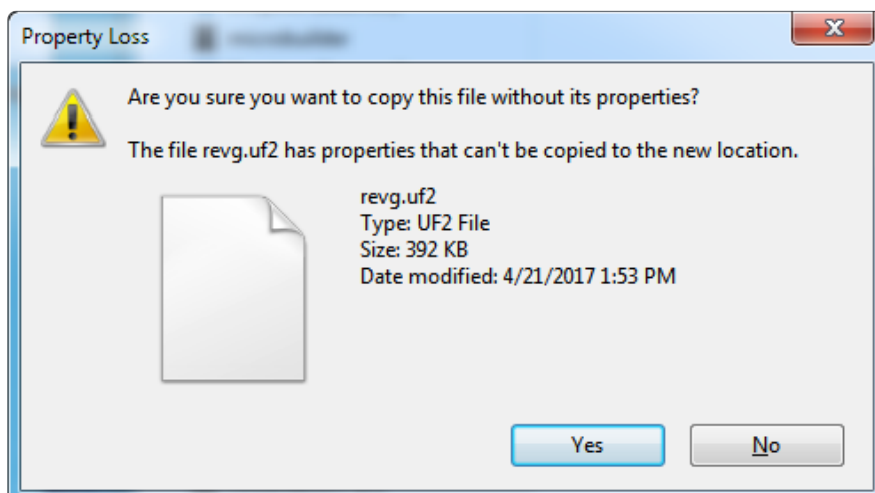 Property Loss
Are you sure you want to copy this file without its properties?
The file revg.uf2 has properties that can't be copied to the new location.
revg.uf2
Type: UF2 File
Size: 392 KB
Date modified: 4/21/2017 1:53 PM
Yes
No